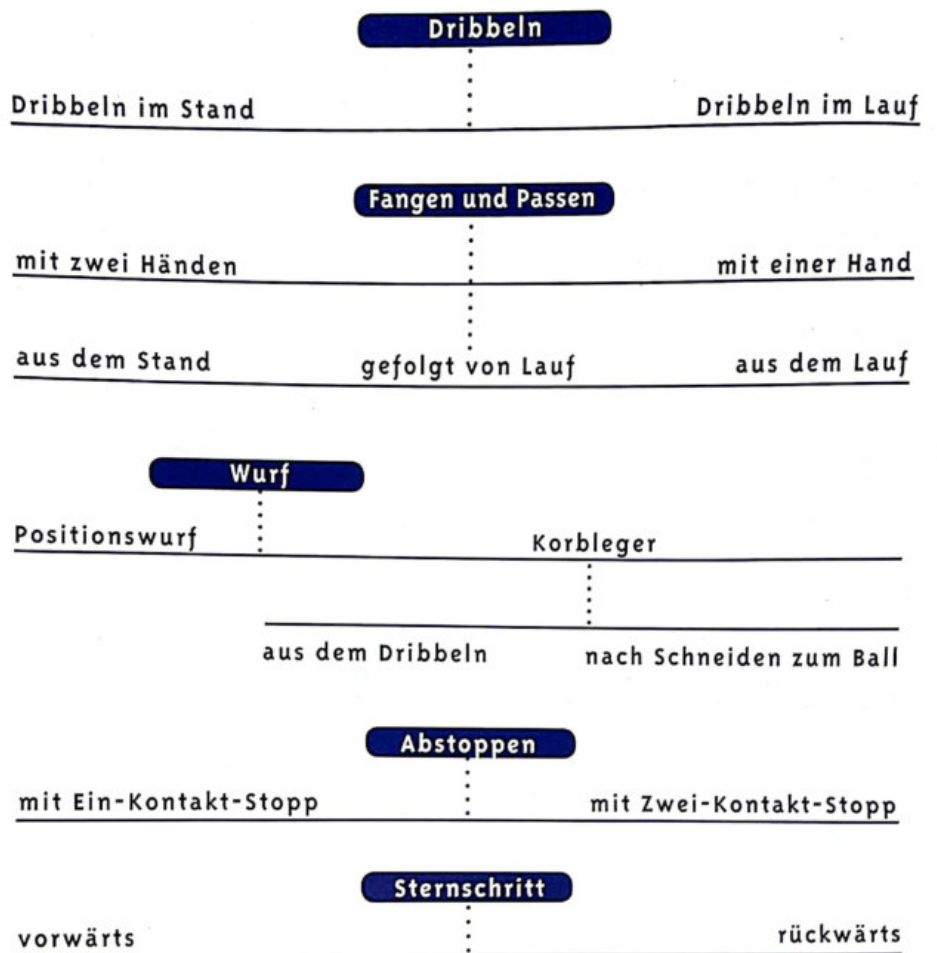 Dribbeln
Dribbeln im Stand Dribbeln im Lauf
Fangen und Passen
mit zwei Händen mit einer Hand
aus dem Stand gefolgt von Lauf aus dem Lauf
Wurf
Positionswurf Korbleger
aus dem Dribbeln nach Schneiden zum Ball
Abstoppen
mit Ein-Kontakt-Stopp mit Zwei-Kontakt-Stopp
Sternschritt
vorwärts rückwärts